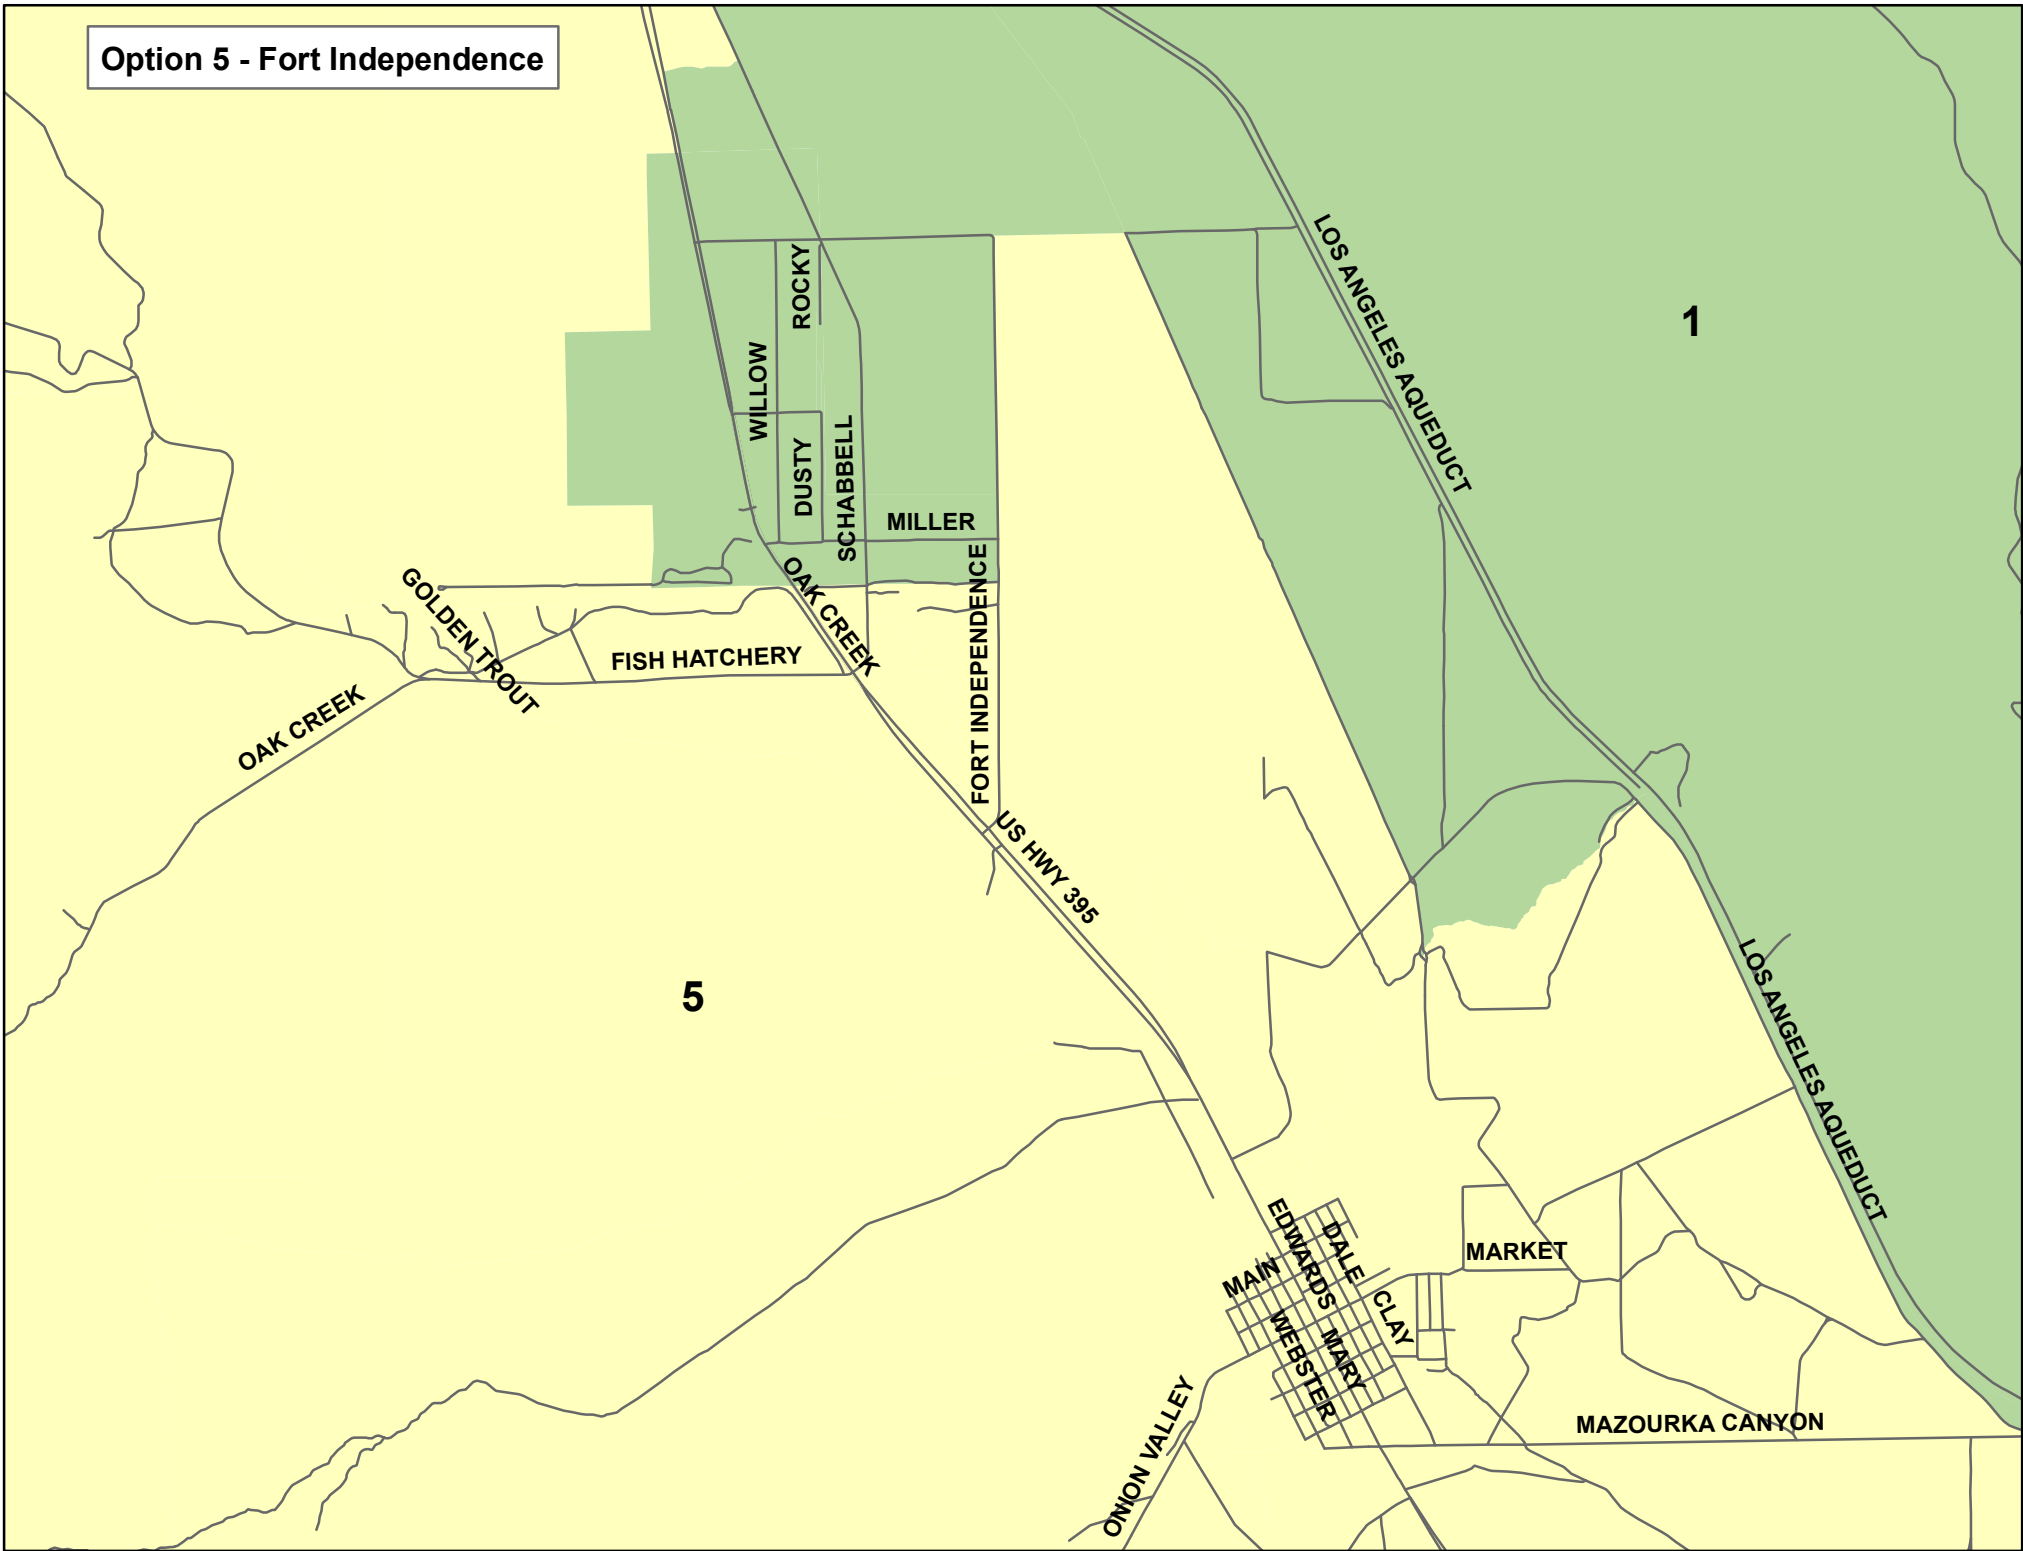 Option 5 - Fort Independence
LOS ANGELES AQUEDUCT
1
ROCKY
WILLOW
DUSTY
SCHABBELL
MILLER
FORT INDEPENDENCE
OAK CREEK
GOLDEN TROUT
FISH HATCHERY
OAK CREEK
US HWY 395
5
LOS ANGELES AQUEDUCT
EDWARDS
DALE
MARKET
MAIN
CLAY
WEBSTER
MARY
ONION VALLEY
MAZOURKA CANYON